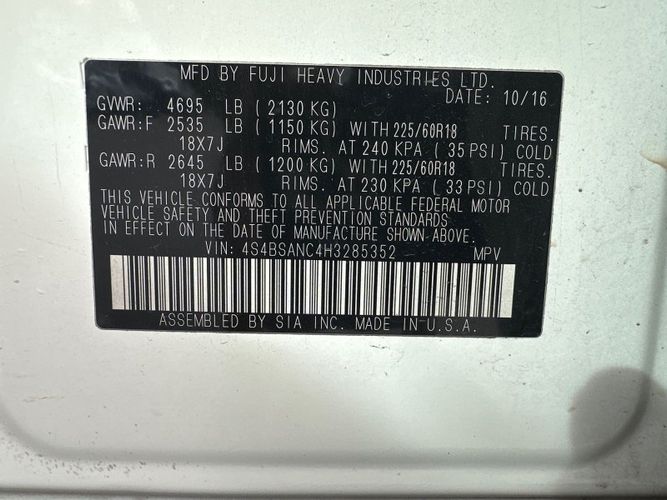 MFD BY FUJI HEAVY INDUSTRIES LTD.
DATE: 10/16
GVWR: 4695 LB (2130 KG)
GAWR:F 2535 LB (1150 KG) WITH 225/60R18 TIRES.
18X7J RIMS. AT 240 KPA (35 PSI) COLD
GAWR:R 2645 LB (1200 KG) WITH 225/60R18 TIRES.
18X7J RIMS. AT 230 KPA (33 PSI) COLD
THIS VEHICLE CONFORMS TO ALL APPLICABLE FEDERAL MOTOR
VEHICLE SAFETY AND THEFT PREVENTION STANDARDS
IN EFFECT ON THE DATE OF MANUFACTURE SHOWN ABOVE.
VIN: 4S4BSANC4H3285352 MPV
ASSEMBLED BY SIA INC. MADE IN U.S.A.